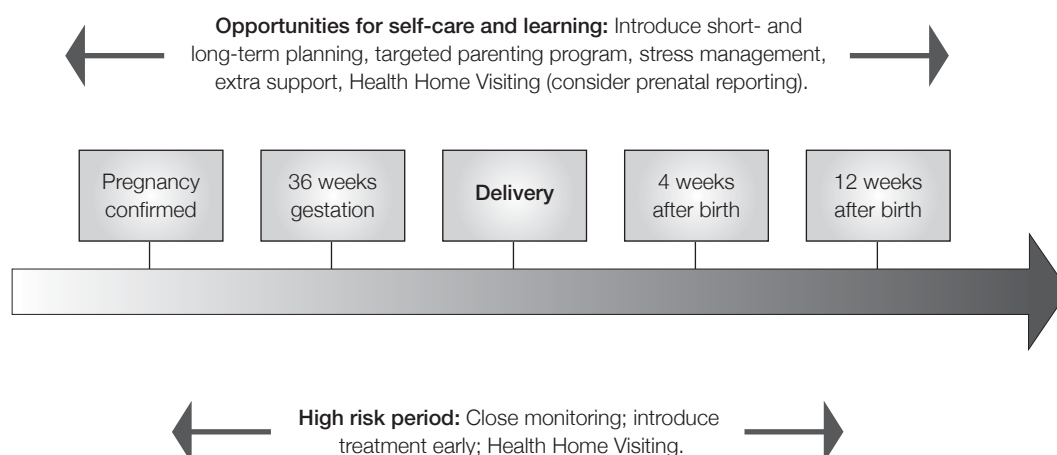 Opportunities for self-care and learning: Introduce short- and
long-term planning, targeted parenting program, stress management,
extra support, Health Home Visiting (consider prenatal reporting).
Pregnancy
confirmed
36 weeks
gestation
Delivery
4 weeks
after birth
12 weeks
after birth
High risk period: Close monitoring; introduce
treatment early; Health Home Visiting.